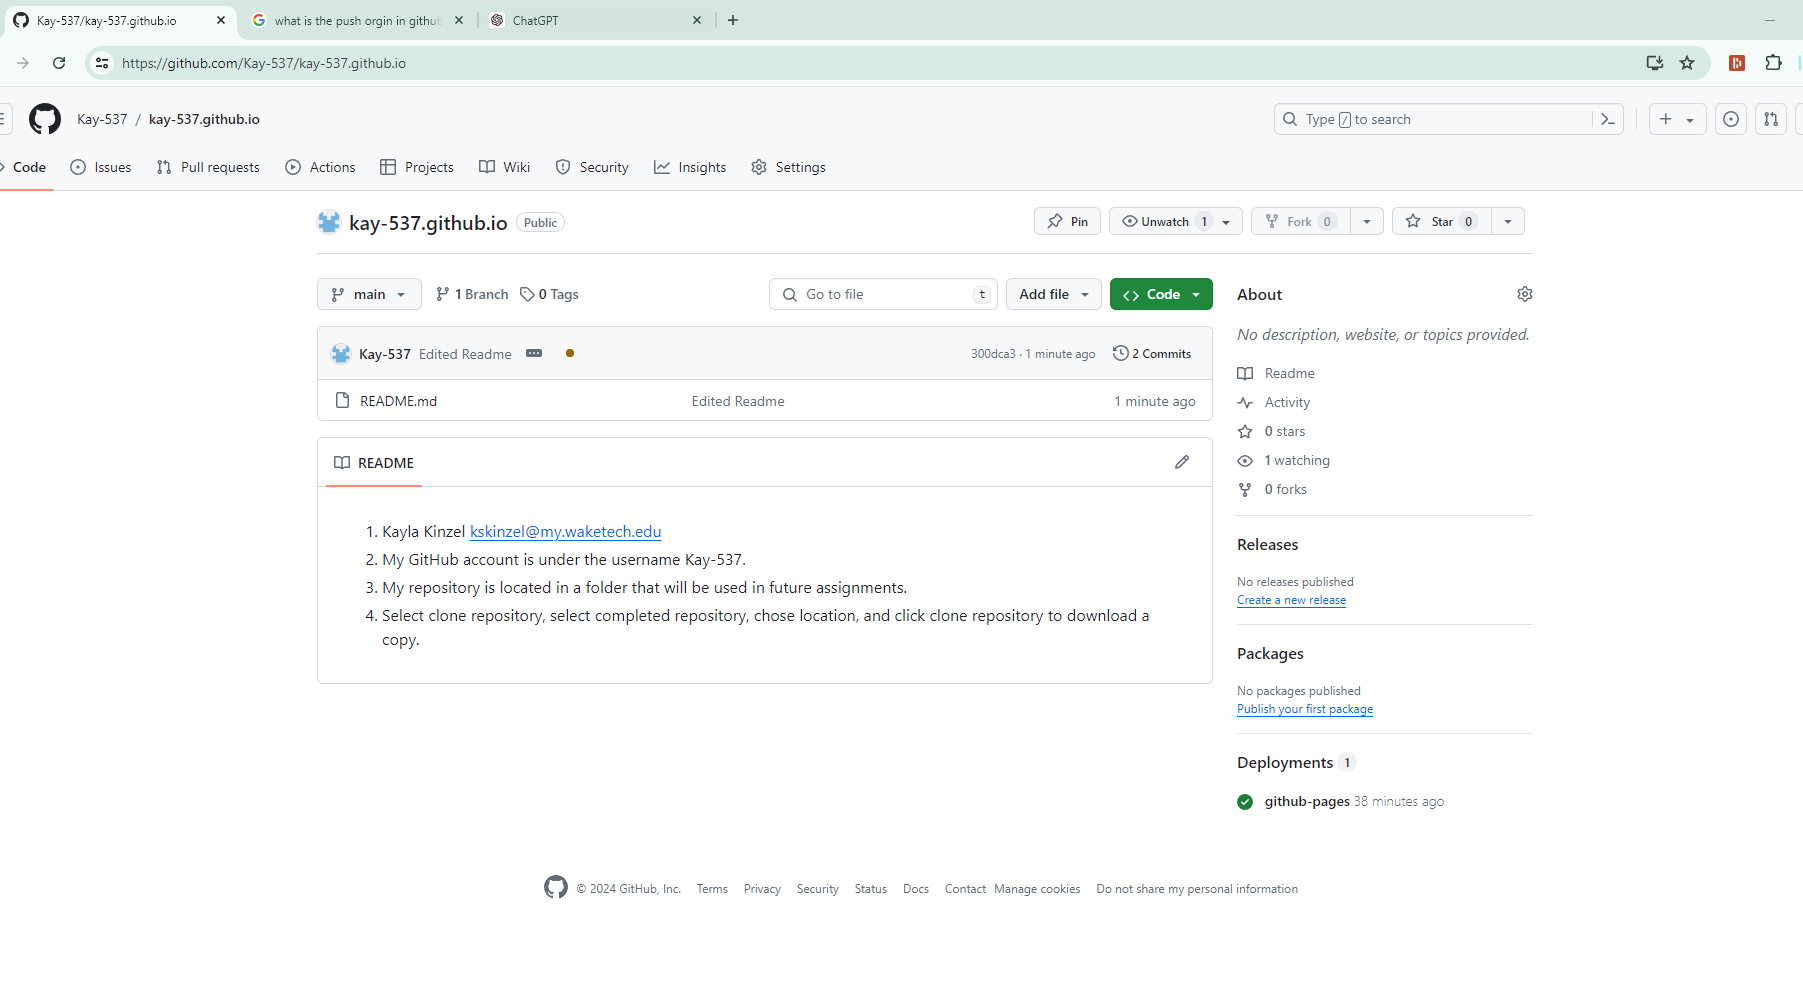 Kay-537/kay-537.github.io
what is the push orgin in githu
ChatGPT
https://github.com/Kay-537/kay-537.github.io
Kay-537 / kay-537.github.io
Type / to search
Code Issues Pull requests Actions Projects Wiki Security Insights Settings
kay-537.github.io Public
Pin Unwatch 1 Fork 0 Star 0
main 1 Branch 0 Tags Go to file t Add file Code
Kay-537 Edited Readme 300dca3 · 1 minute ago 2 Commits
README.md Edited Readme 1 minute ago
README
1. Kayla Kinzel kskinzel@my.waketech.edu
2. My GitHub account is under the username Kay-537.
3. My repository is located in a folder that will be used in future assignments.
4. Select clone repository, select completed repository, chose location, and click clone repository to download a
copy.
About
No description, website, or topics provided.
Readme
Activity
0 stars
1 watching
0 forks
Releases
No releases published
Create a new release
Packages
No packages published
Publish your first package
Deployments 1
github-pages 38 minutes ago
© 2024 GitHub, Inc. Terms Privacy Security Status Docs Contact Manage cookies Do not share my personal information